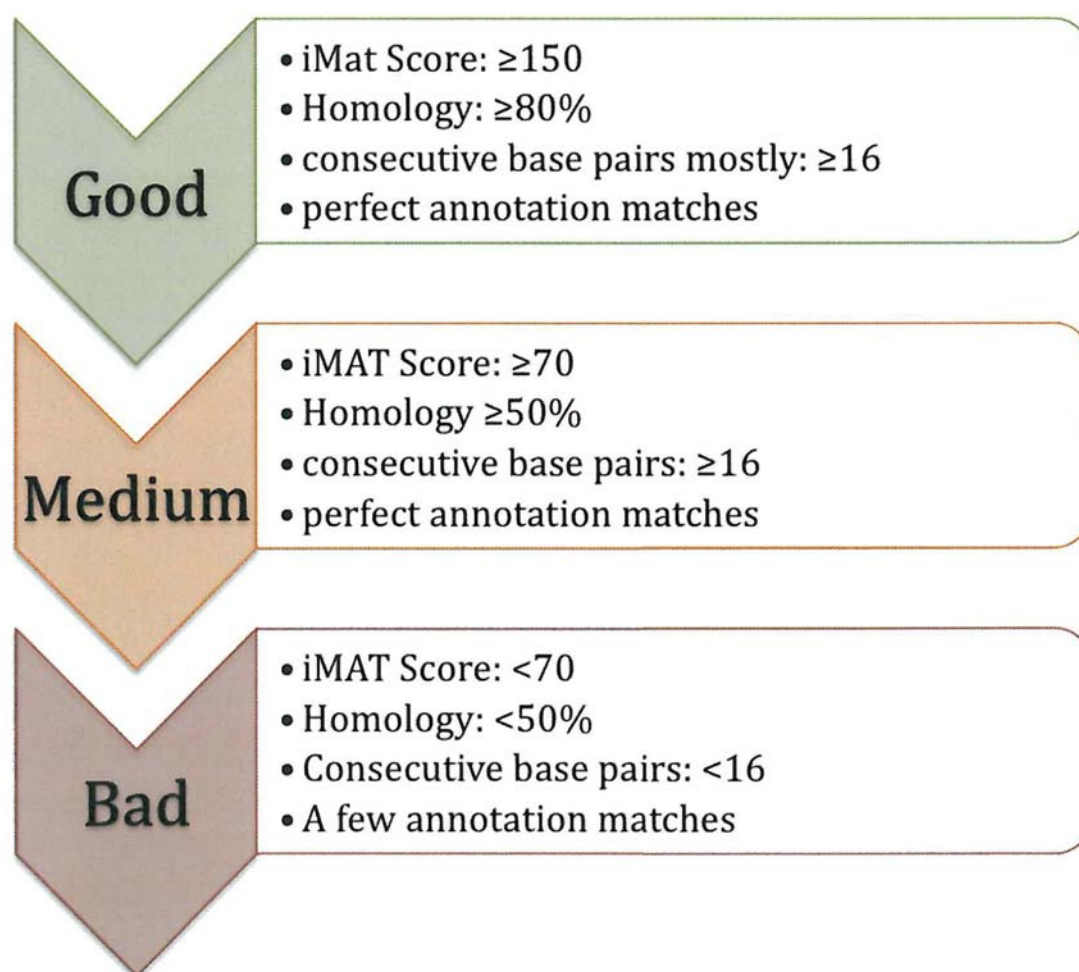 Good
• iMat Score: ≥150
• Homology: ≥80%
• consecutive base pairs mostly: ≥16
• perfect annotation matches
Medium
• iMAT Score: ≥70
• Homology ≥50%
• consecutive base pairs: ≥16
• perfect annotation matches
Bad
• iMAT Score: <70
• Homology: <50%
• Consecutive base pairs: <16
• A few annotation matches